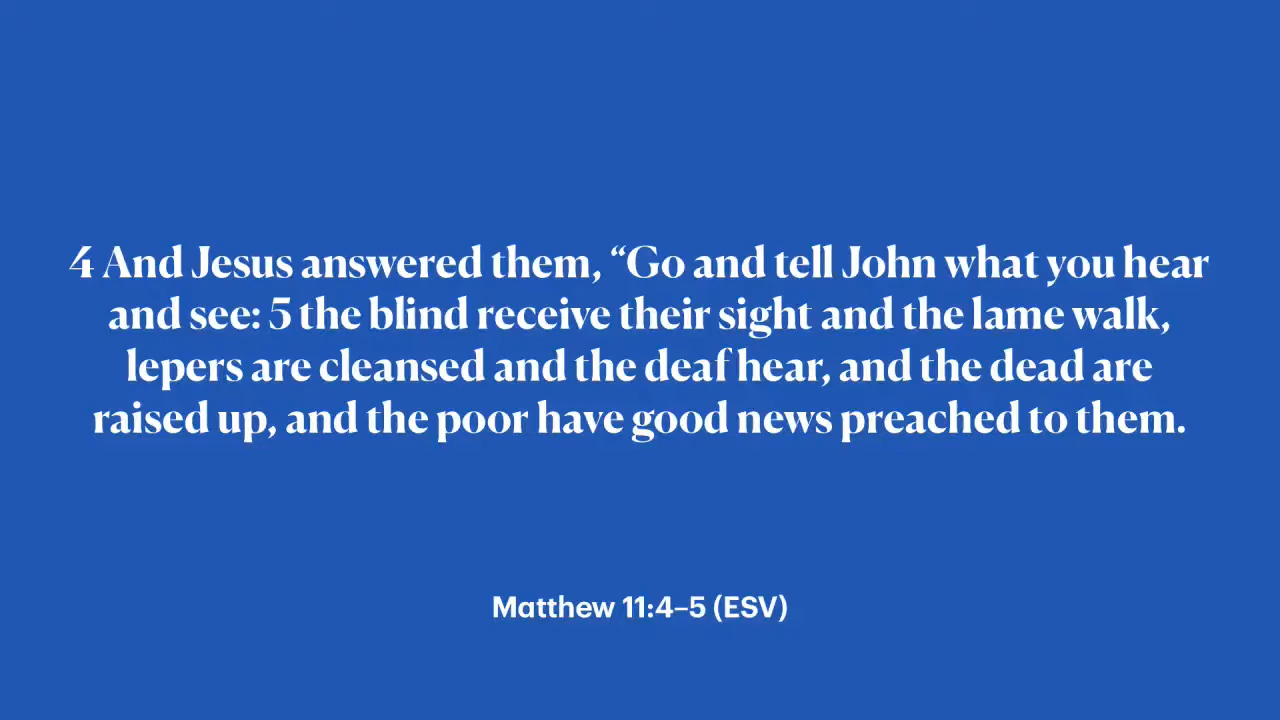 4 And Jesus answered them, “Go and tell John what you hear
and see: 5 the blind receive their sight and the lame walk,
lepers are cleansed and the deaf hear, and the dead are
raised up, and the poor have good news preached to them.
Matthew 11:4–5 (ESV)